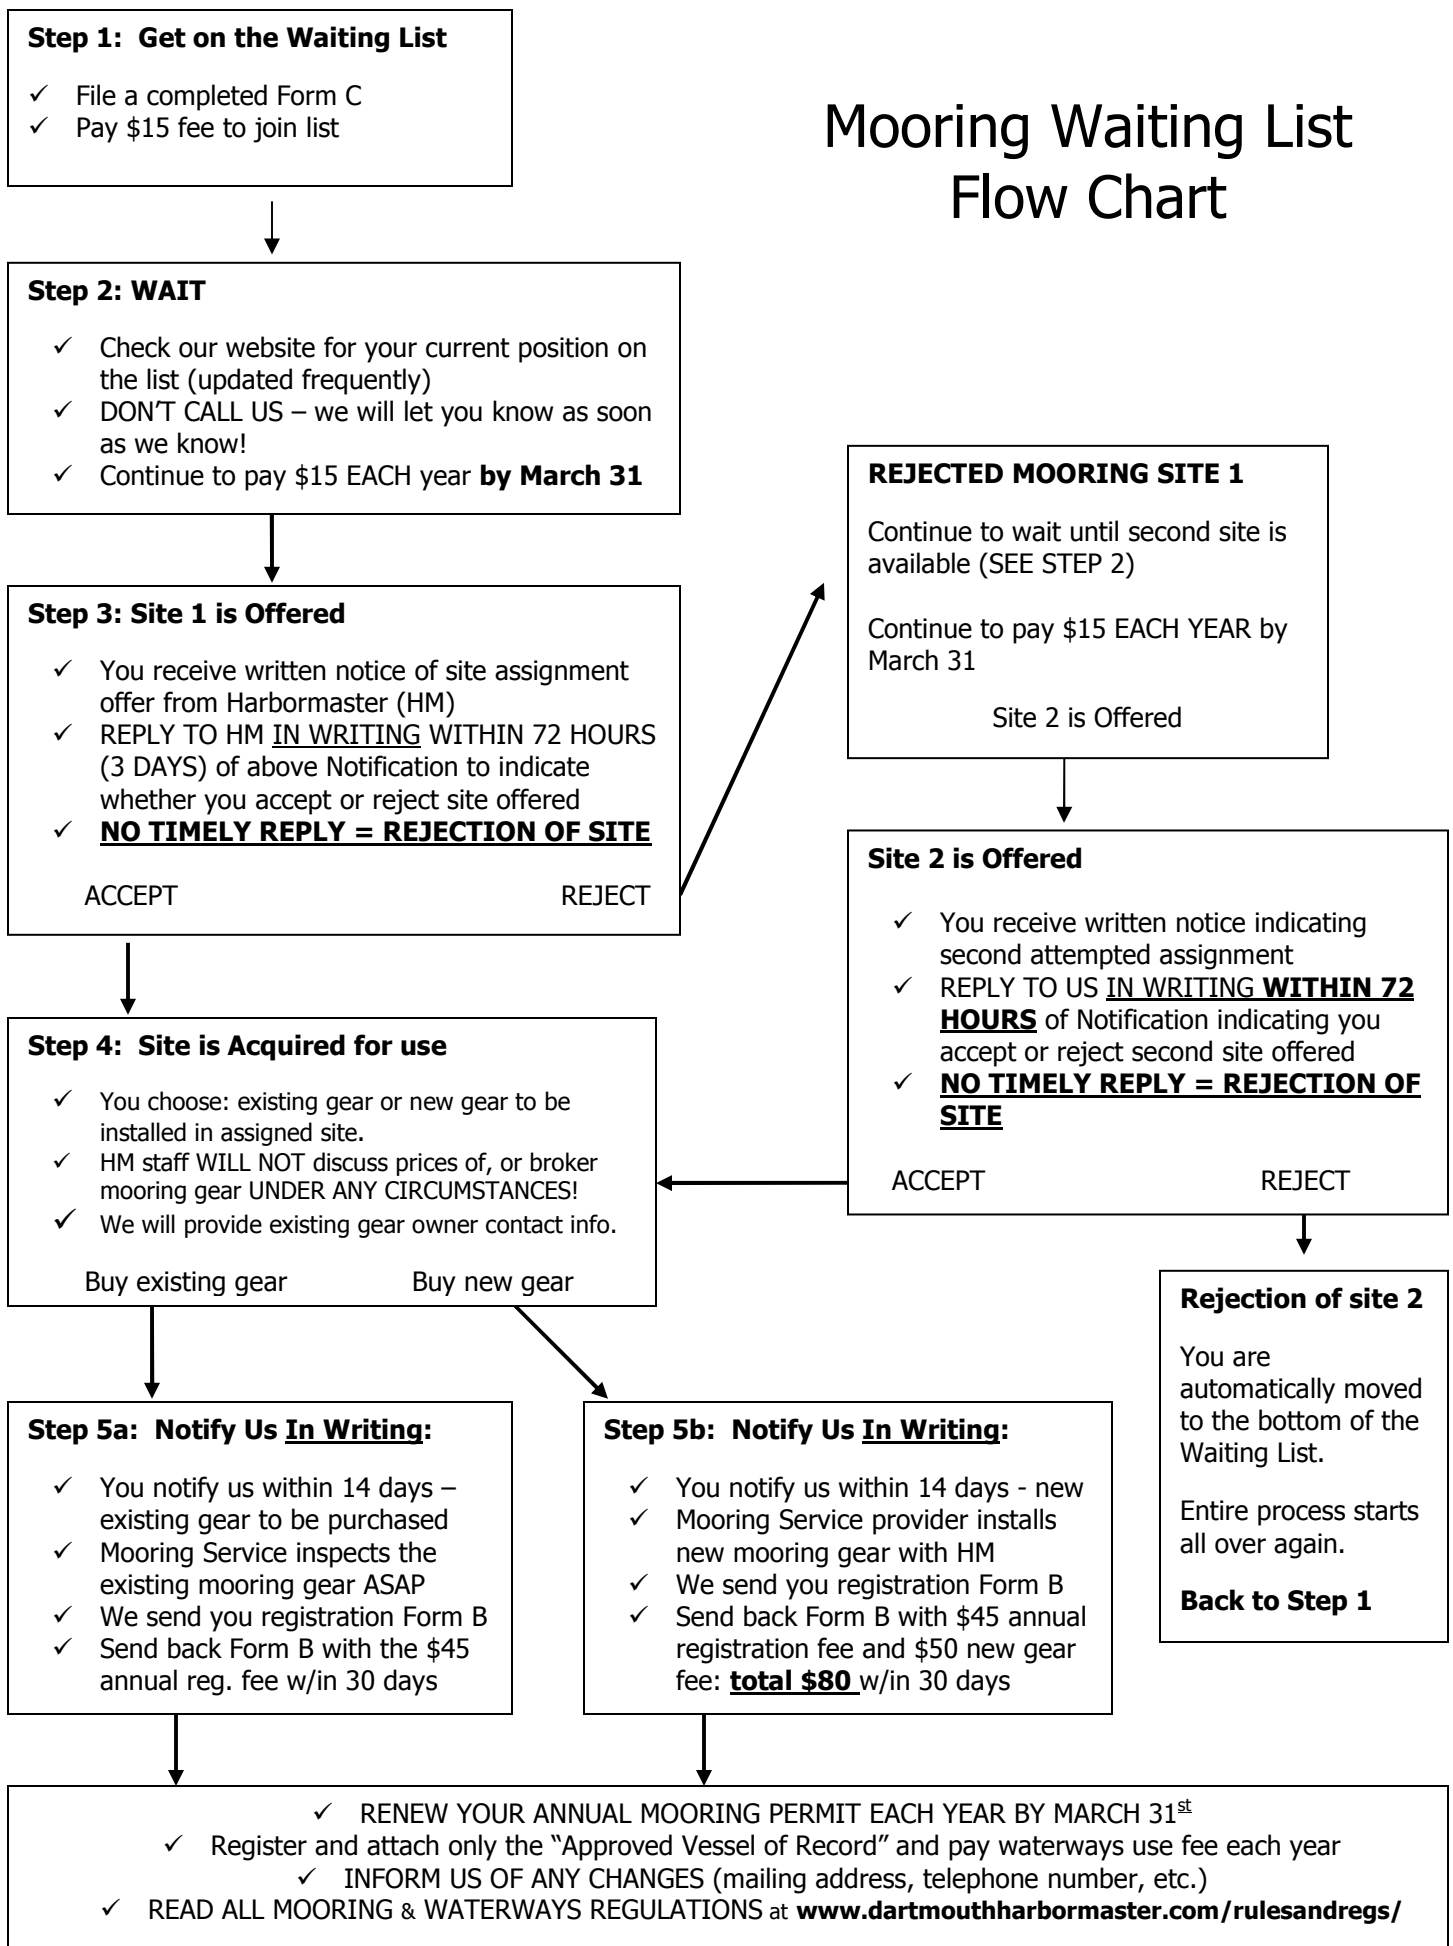 Mooring Waiting List
Flow Chart
Step 1:  Get on the Waiting List
✓ File a completed Form C
✓ Pay $15 fee to join list
Step 2: WAIT
✓ Check our website for your current position on
the list (updated frequently)
✓ DON'T CALL US – we will let you know as soon
as we know!
✓ Continue to pay $15 EACH year by March 31
Step 3: Site 1 is Offered
✓ You receive written notice of site assignment
offer from Harbormaster (HM)
✓ REPLY TO HM IN WRITING WITHIN 72 HOURS
(3 DAYS) of above Notification to indicate
whether you accept or reject site offered
✓ NO TIMELY REPLY = REJECTION OF SITE
ACCEPT REJECT
REJECTED MOORING SITE 1
Continue to wait until second site is
available (SEE STEP 2)
Continue to pay $15 EACH YEAR by
March 31
Site 2 is Offered
Site 2 is Offered
✓ You receive written notice indicating
second attempted assignment
✓ REPLY TO US IN WRITING WITHIN 72
HOURS of Notification indicating you
accept or reject second site offered
✓ NO TIMELY REPLY = REJECTION OF
SITE
ACCEPT REJECT
Step 4:  Site is Acquired for use
✓ You choose: existing gear or new gear to be
installed in assigned site.
✓ HM staff WILL NOT discuss prices of, or broker
mooring gear UNDER ANY CIRCUMSTANCES!
✓ We will provide existing gear owner contact info.
Buy existing gear Buy new gear
Rejection of site 2
You are
automatically moved
to the bottom of the
Waiting List.
Entire process starts
all over again.
Back to Step 1
Step 5a:  Notify Us In Writing:
✓ You notify us within 14 days –
existing gear to be purchased
✓ Mooring Service inspects the
existing mooring gear ASAP
✓ We send you registration Form B
✓ Send back Form B with the $45
annual reg. fee w/in 30 days
Step 5b:  Notify Us In Writing:
✓ You notify us within 14 days - new
✓ Mooring Service provider installs
new mooring gear with HM
✓ We send you registration Form B
✓ Send back Form B with $45 annual
registration fee and $50 new gear
fee: total $80 w/in 30 days
✓ RENEW YOUR ANNUAL MOORING PERMIT EACH YEAR BY MARCH 31st
✓ Register and attach only the “Approved Vessel of Record” and pay waterways use fee each year
✓ INFORM US OF ANY CHANGES (mailing address, telephone number, etc.)
✓ READ ALL MOORING & WATERWAYS REGULATIONS at www.dartmouthharbormaster.com/rulesandregs/